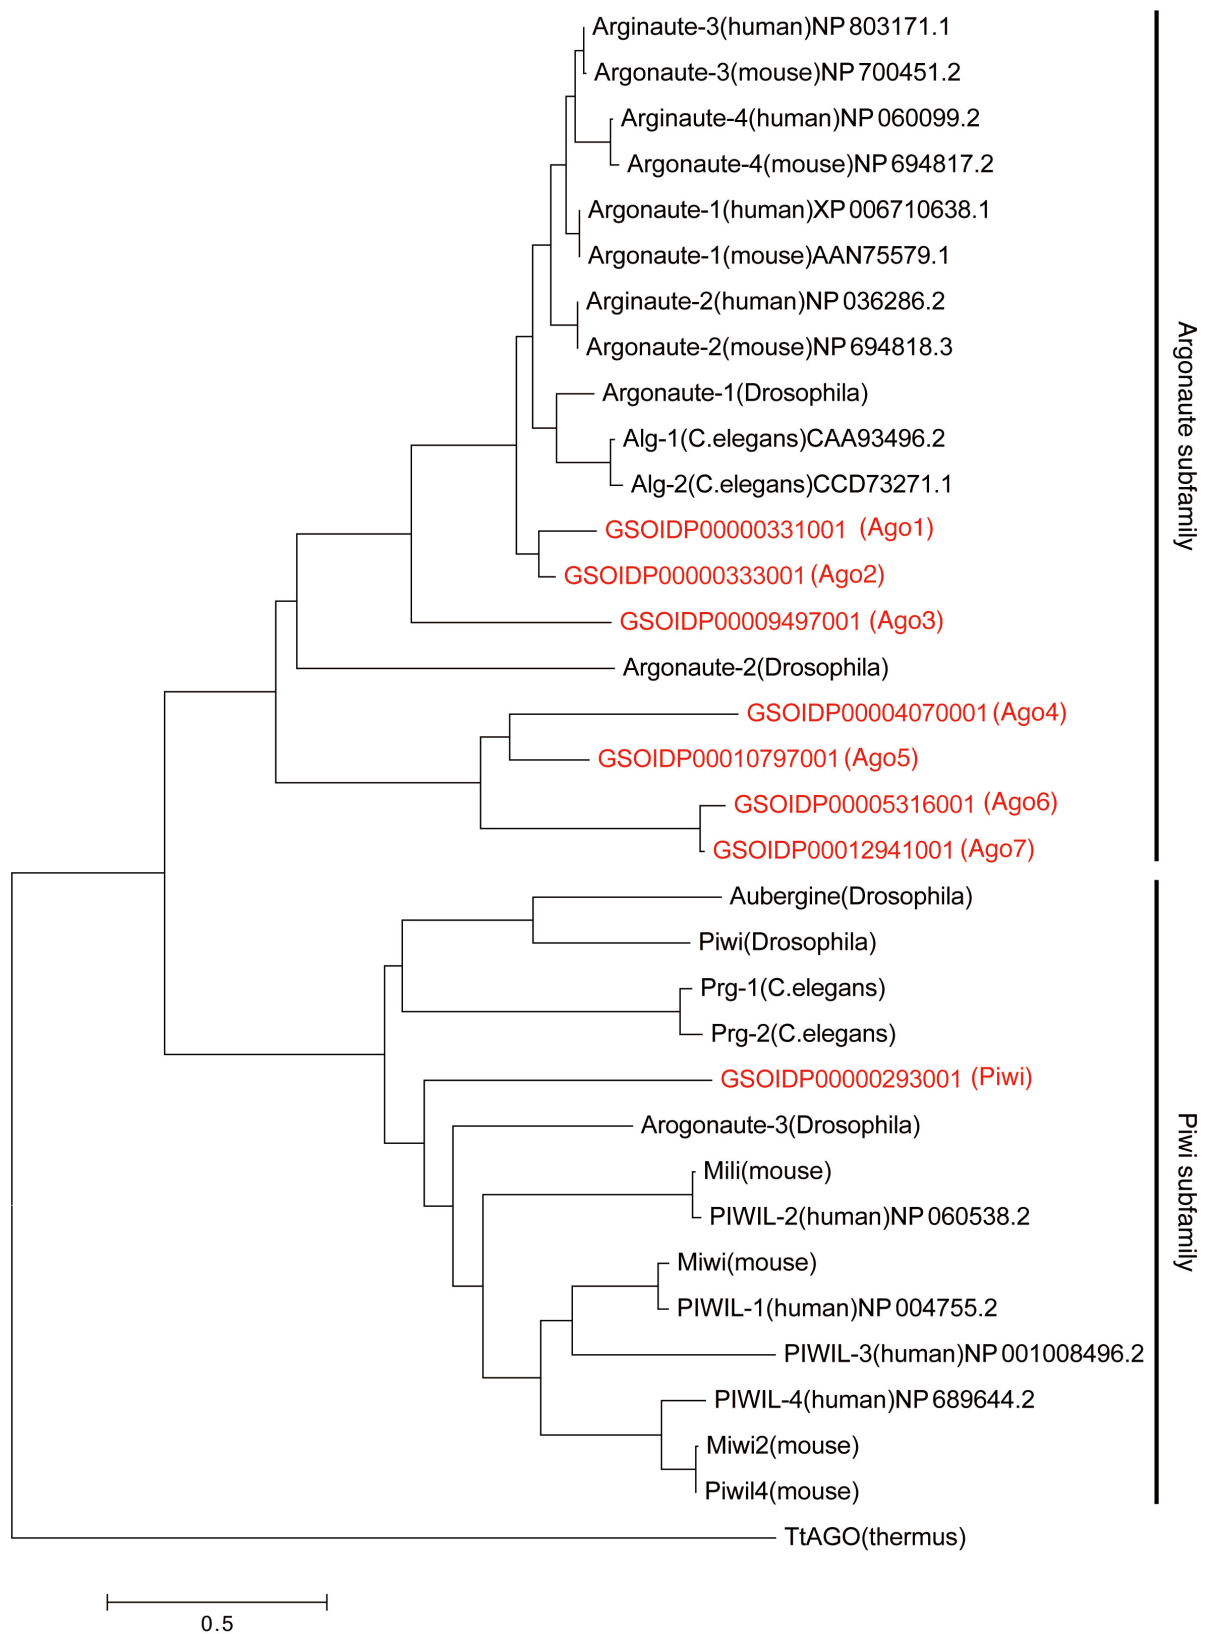 Arginaute-3(human)NP 803171.1
Argonaute-3(mouse)NP 700451.2
Arginaute-4(human)NP 060099.2
Argonaute-4(mouse)NP 694817.2
Argonaute-1(human)XP 006710638.1
Argonaute-1(mouse)AAN75579.1
Arginaute-2(human)NP 036286.2
Argonaute-2(mouse)NP 694818.3
Argonaute-1(Drosophila)
Alg-1(C.elegans)CAA93496.2
Alg-2(C.elegans)CCD73271.1
GSOIDP00000331001 (Ago1)
GSOIDP00000333001 (Ago2)
GSOIDP00009497001 (Ago3)
Argonaute-2(Drosophila)
GSOIDP00004070001 (Ago4)
GSOIDP00010797001 (Ago5)
GSOIDP00005316001 (Ago6)
GSOIDP00012941001 (Ago7)
Argonaute subfamily
Aubergine(Drosophila)
Piwi(Drosophila)
Prg-1(C.elegans)
Prg-2(C.elegans)
GSOIDP00000293001 (Piwi)
Arogonaute-3(Drosophila)
Mili(mouse)
PIWIL-2(human)NP 060538.2
Miwi(mouse)
PIWIL-1(human)NP 004755.2
PIWIL-3(human)NP 001008496.2
PIWIL-4(human)NP 689644.2
Miwi2(mouse)
Piwil4(mouse)
Piwi subfamily
TtAGO(thermus)
0.5